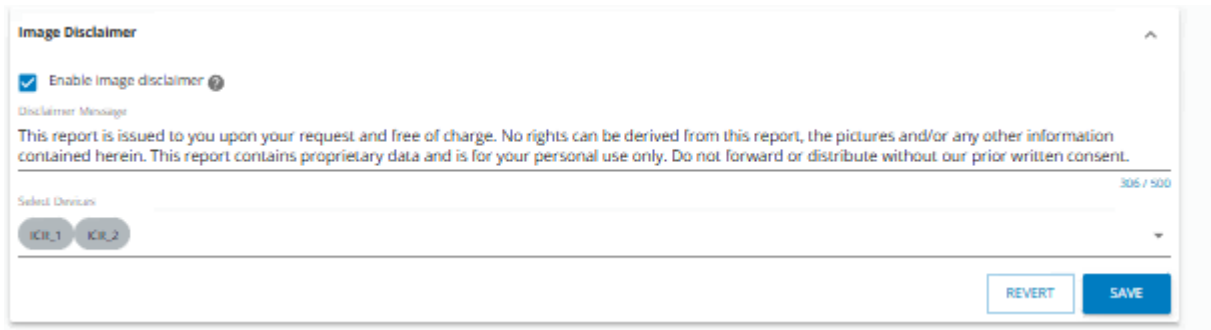 Image Disclaimer
Enable image disclaimer
Disclaimer Message
This report is issued to you upon your request and free of charge. No rights can be derived from this report, the pictures and/or any other information
contained herein. This report contains proprietary data and is for your personal use only. Do not forward or distribute without our prior written consent.
306 / 500
Select Devices
REVERT SAVE